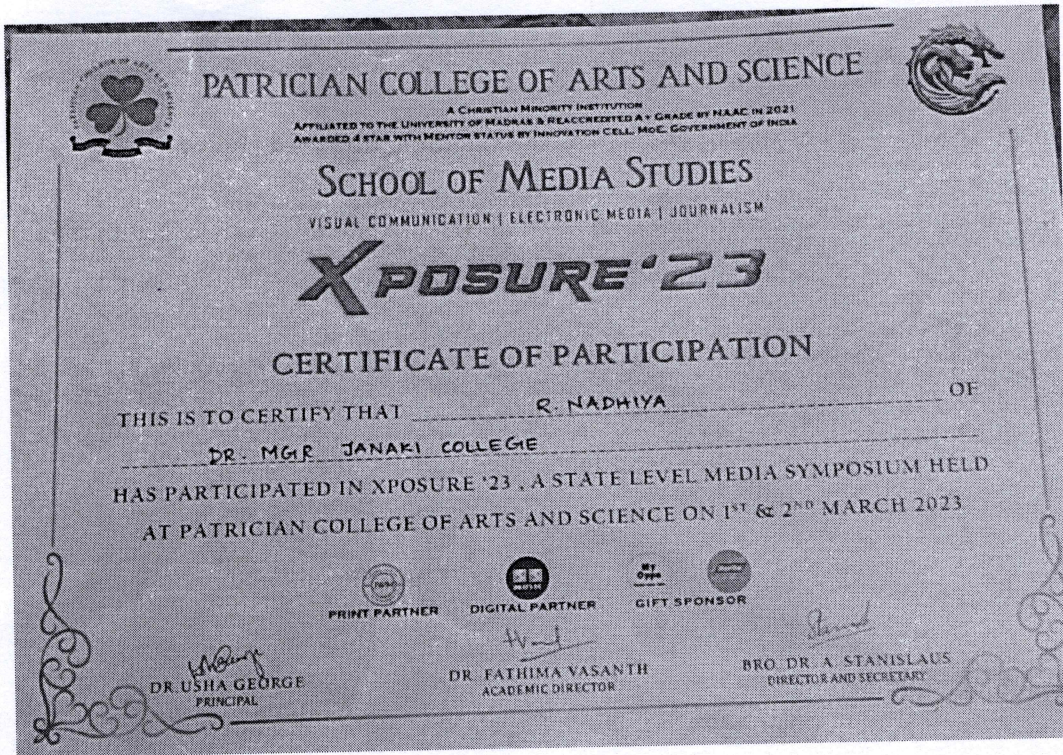 PATRICIAN COLLEGE OF ARTS AND SCIENCE
A CHRISTIAN MINORITY INSTITUTION
AFFILIATED TO THE UNIVERSITY OF MADRAS & REACCREDITED A+ GRADE BY NAAC IN 2021
AWARDED 4 STAR WITH MENTOR STATUS BY INNOVATION CELL, MOE, GOVERNMENT OF INDIA
SCHOOL OF MEDIA STUDIES
VISUAL COMMUNICATION | ELECTRONIC MEDIA | JOURNALISM
XPOSURE '23
CERTIFICATE OF PARTICIPATION
THIS IS TO CERTIFY THAT R. NADHIYA OF
DR. MGR JANAKI COLLEGE
HAS PARTICIPATED IN XPOSURE '23 , A STATE LEVEL MEDIA SYMPOSIUM HELD
AT PATRICIAN COLLEGE OF ARTS AND SCIENCE ON 1ST & 2ND MARCH 2023
My
Oppa
PRINT PARTNER DIGITAL PARTNER GIFT SPONSOR
DR.USHA GEORGE DR. FATHIMA VASANTH BRO. DR. A. STANISLAUS
PRINCIPAL ACADEMIC DIRECTOR DIRECTOR AND SECRETARY